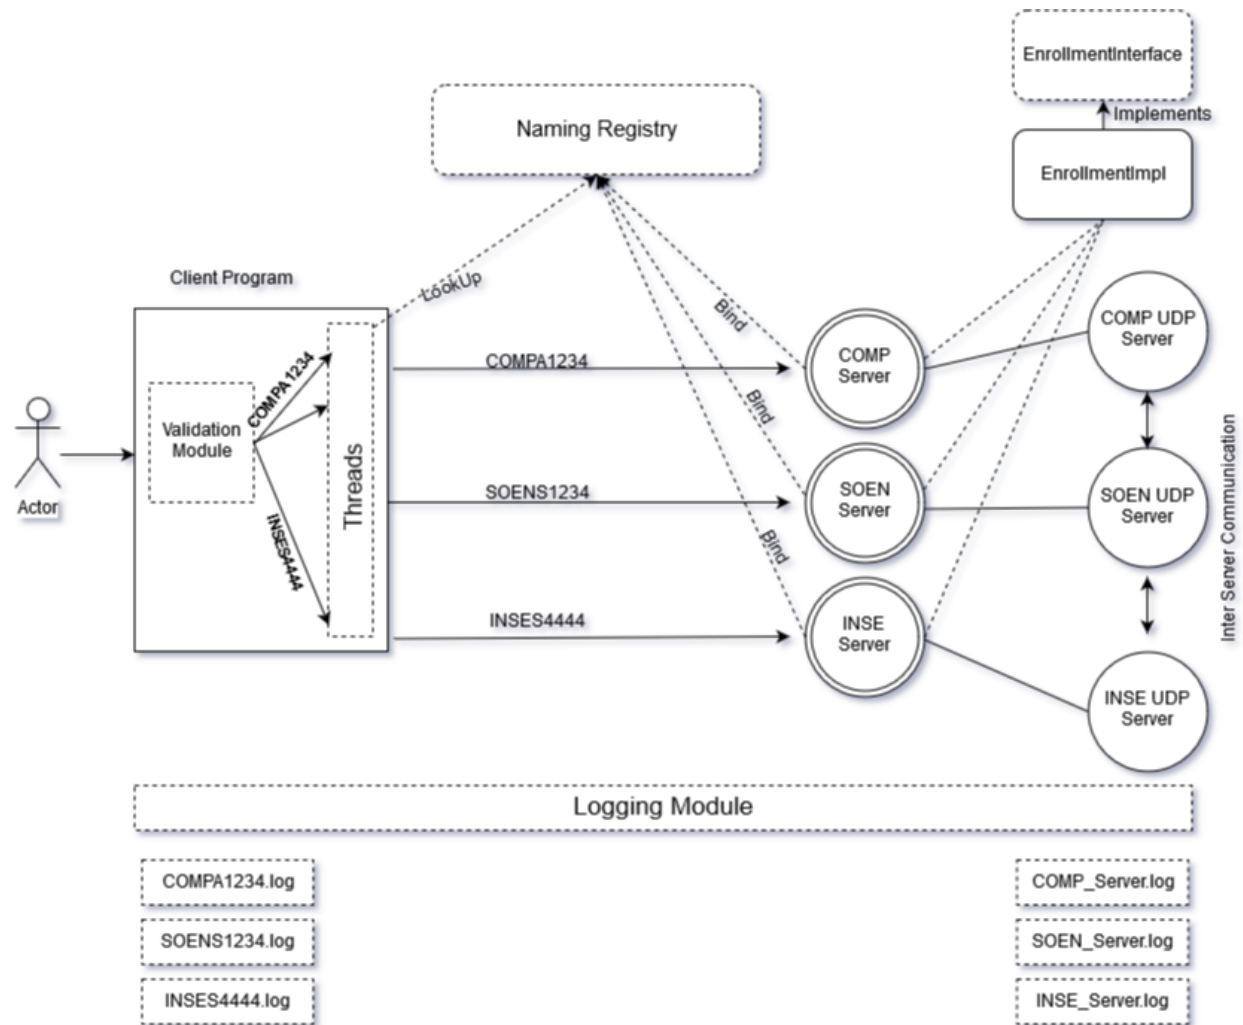 EnrollmentInterface
Implements
Naming Registry
EnrollmentImpl
Client Program
LookUp
Bind
COMP UDP
Server
COMPA1234
COMPA1234
COMP
Server
Bind
Validation
Module
Threads
Actor
SOENS1234
SOEN
Server
SOEN UDP
Server
Inter Server Communication
INSES4444
Bind
INSES4444
INSE
Server
INSE UDP
Server
Logging Module
COMPA1234.log
COMP_Server.log
SOENS1234.log
SOEN_Server.log
INSES4444.log
INSE_Server.log